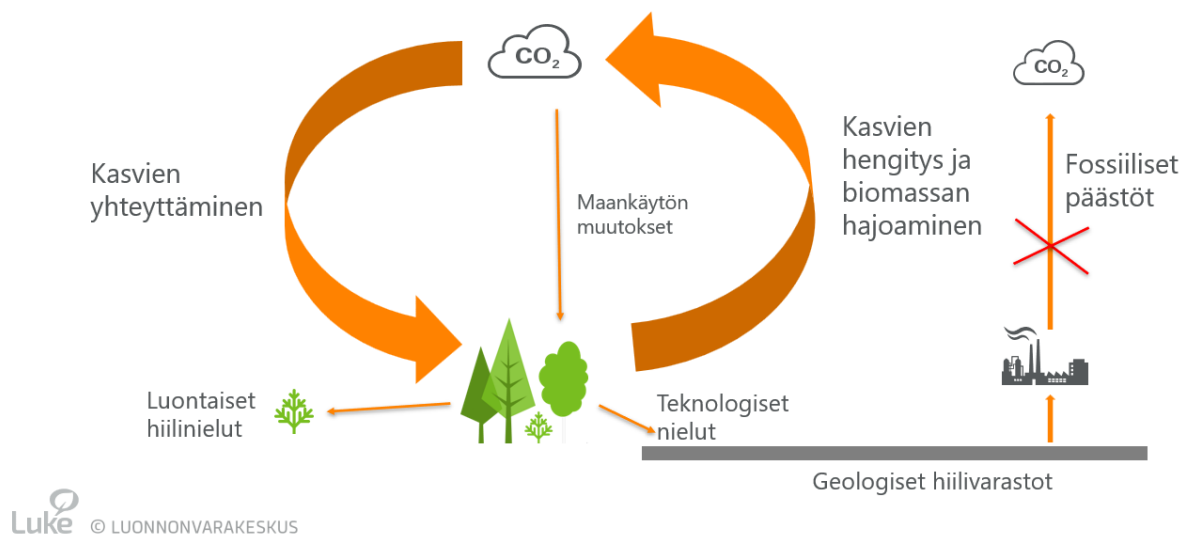 CO₂
CO₂
Kasvien
yhteyttäminen
Maankäytön
muutokset
Kasvien
hengitys ja
biomassan
hajoaminen
Fossiiliset
päästöt
Luontaiset
hiilinielut
Teknologiset
nielut
Geologiset hiilivarastot
Luke © LUONNONVARAKESKUS